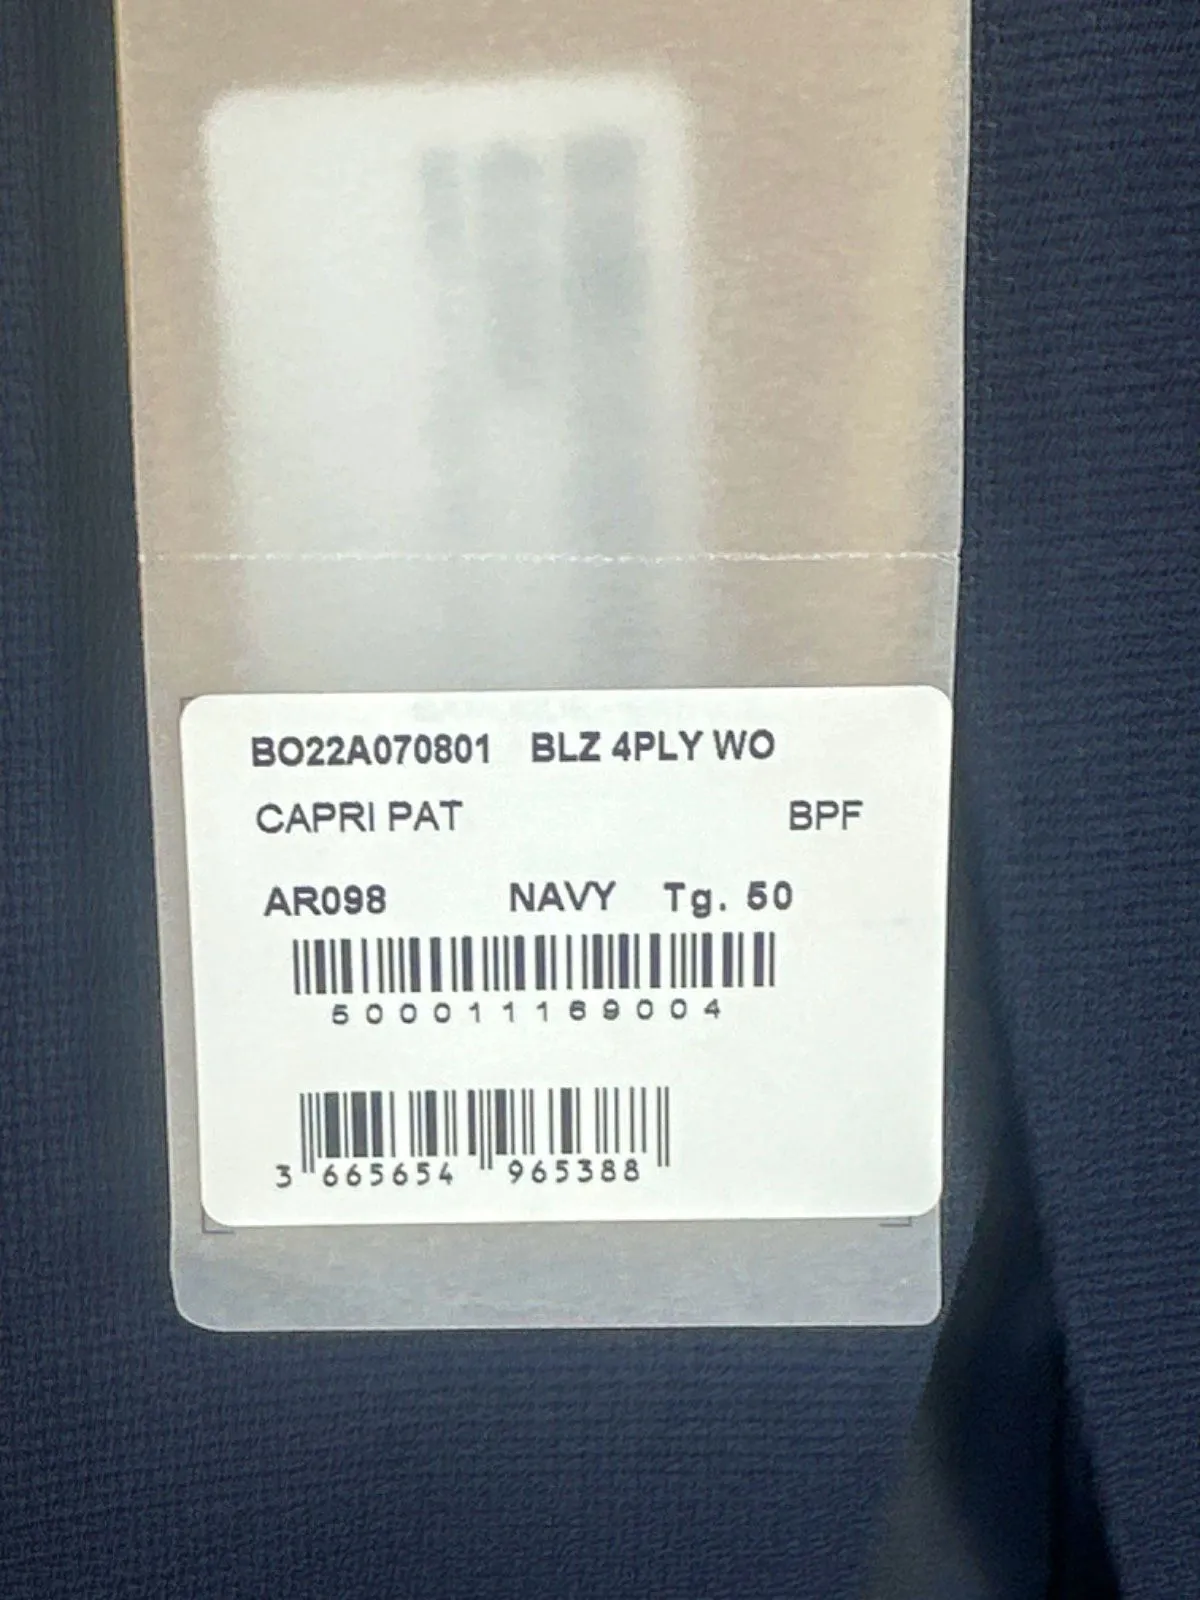 BO22A070801 BLZ 4PLY WO
CAPRI PAT BPF
AR098 NAVY Tg. 50
500011169004
3 665654 965388